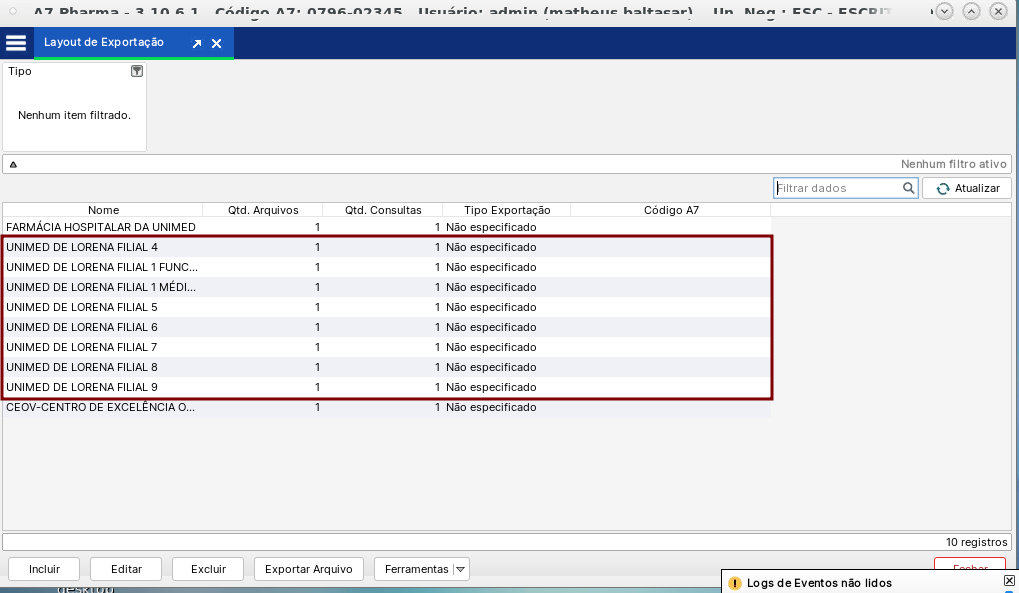 A7 Pharma - 3.10.6.1 Código A7: 0796-02345 Usuário: admin (matheus baltasar) Un. Neg.: ESC - ESCRIT
Layout de Exportação
Tipo
Nenhum item filtrado.
Nenhum filtro ativo
Filtrar dados Atualizar
Nome Qtd. Arquivos Qtd. Consultas Tipo Exportação Código A7
FARMÁCIA HOSPITALAR DA UNIMED 1 1 Não especificado
UNIMED DE LORENA FILIAL 4 1 1 Não especificado
UNIMED DE LORENA FILIAL 1 FUNC... 1 1 Não especificado
UNIMED DE LORENA FILIAL 1 MÉDI... 1 1 Não especificado
UNIMED DE LORENA FILIAL 5 1 1 Não especificado
UNIMED DE LORENA FILIAL 6 1 1 Não especificado
UNIMED DE LORENA FILIAL 7 1 1 Não especificado
UNIMED DE LORENA FILIAL 8 1 1 Não especificado
UNIMED DE LORENA FILIAL 9 1 1 Não especificado
CEOV-CENTRO DE EXCELÊNCIA O... 1 1 Não especificado
10 registros
Incluir Editar Excluir Exportar Arquivo Ferramentas Fechar
Logs de Eventos não lidos
desktop